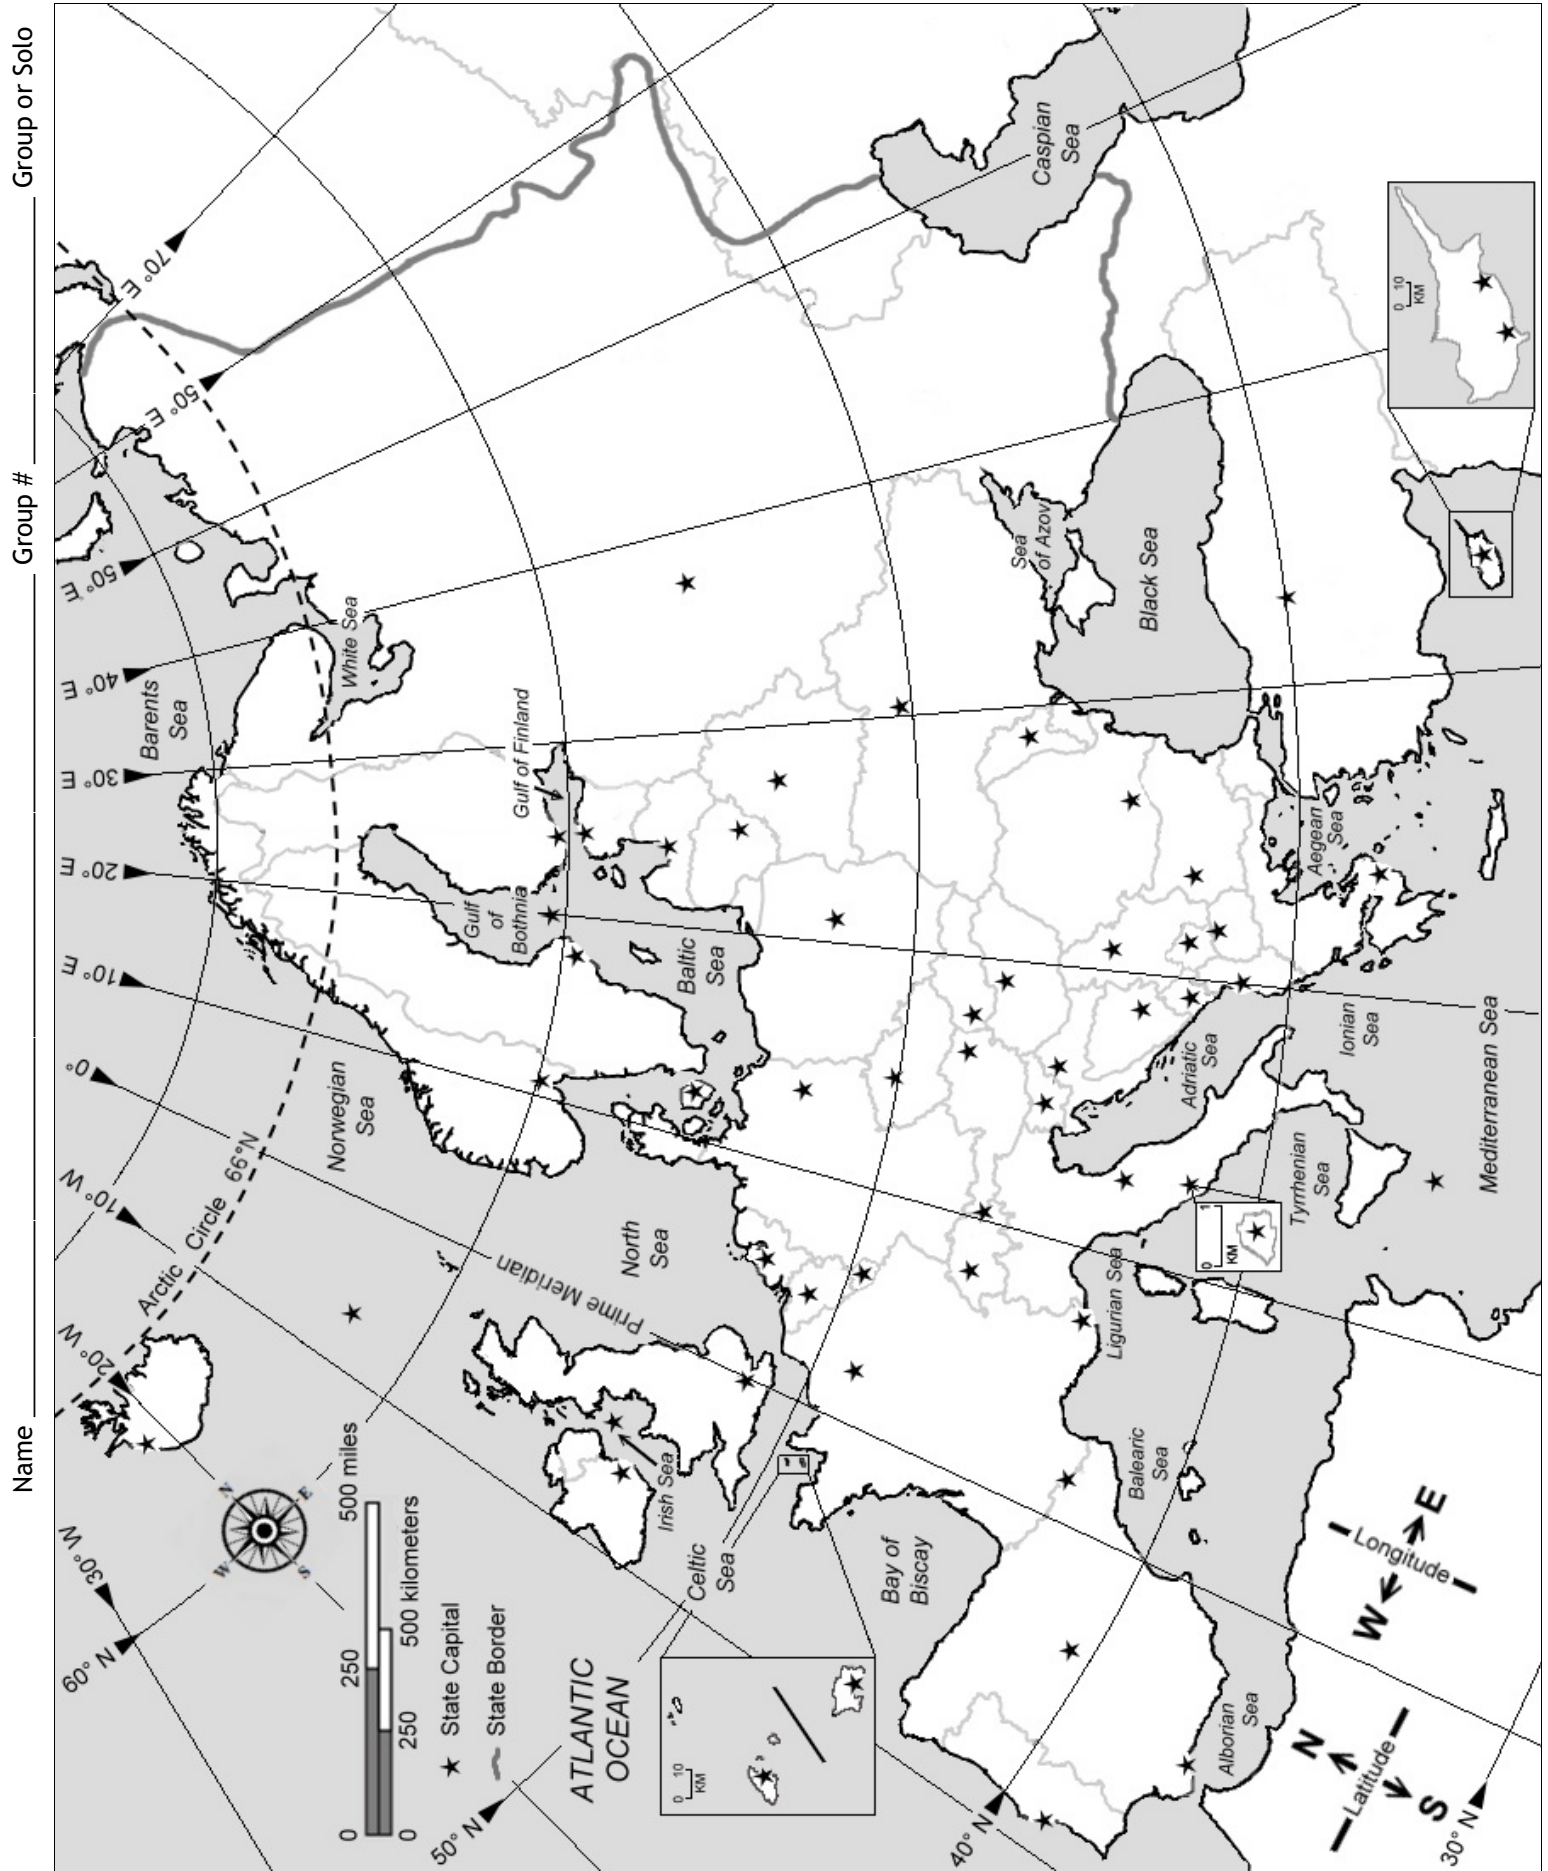 Name ____________ Group # ____________ Group or Solo
30° W
20° W
10° W
0°
10° E
20° E
30° E
40° E
50° E
50° E
70° E
60° N
Arctic Circle 66°N
Barents
Sea
White Sea
Norwegian
Sea
N
E
S
W
0 250 500 miles
0 250 500 kilometers
State Capital
State Border
50° N
ATLANTIC
OCEAN
Prime Meridian
North
Sea
Gulf
of
Bothnia
Gulf of Finland
Baltic
Sea
Irish Sea
Celtic
Sea
0 10
KM
Bay of
Biscay
40° N
Alborian
Sea
Balearic
Sea
Ligurian Sea
0 1
KM
Tyrrhenian
Sea
Adriatic
Sea
Ionian
Sea
Aegean
Sea
Mediterranean Sea
Black Sea
Sea
of Azov
Caspian
Sea
0 10
KM
30° N
Latitude
N
S
Longitude
W
E